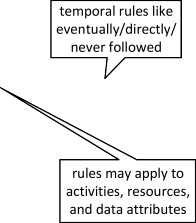 temporal rules like
eventually/directly/
never followed
rules may apply to
activities, resources,
and data attributes